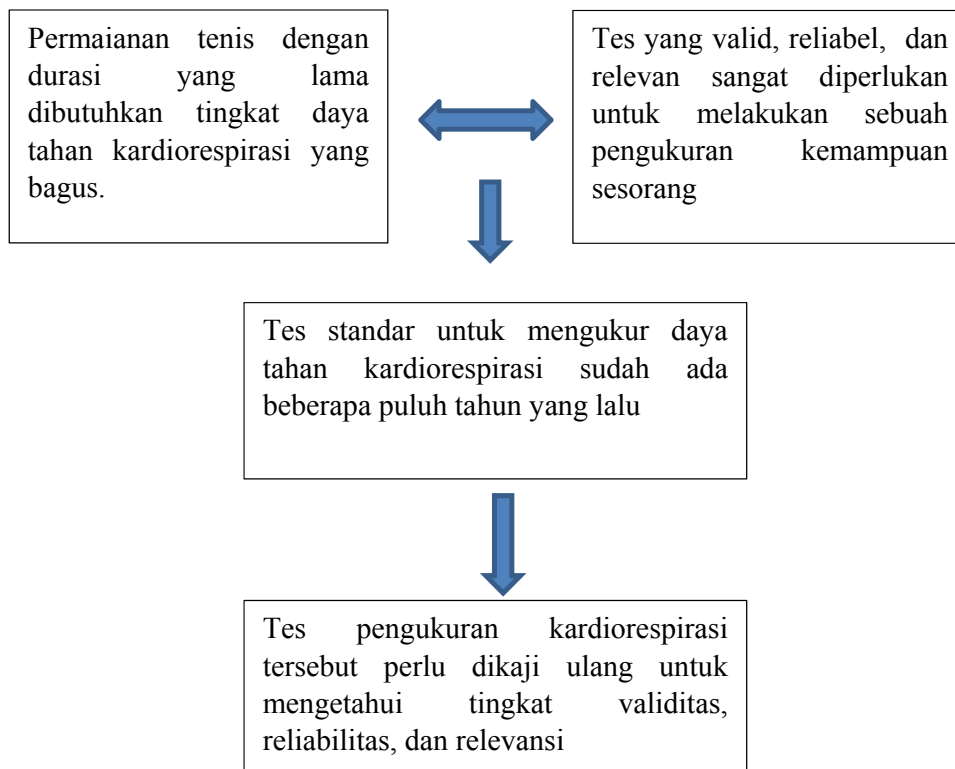 Permaianan tenis dengan
durasi yang lama
dibutuhkan tingkat daya
tahan kardiorespirasi yang
bagus.
Tes yang valid, reliabel, dan
relevan sangat diperlukan
untuk melakukan sebuah
pengukuran kemampuan
sesorang
Tes standar untuk mengukur daya
tahan kardiorespirasi sudah ada
beberapa puluh tahun yang lalu
Tes pengukuran kardiorespirasi
tersebut perlu dikaji ulang untuk
mengetahui tingkat validitas,
reliabilitas, dan relevansi